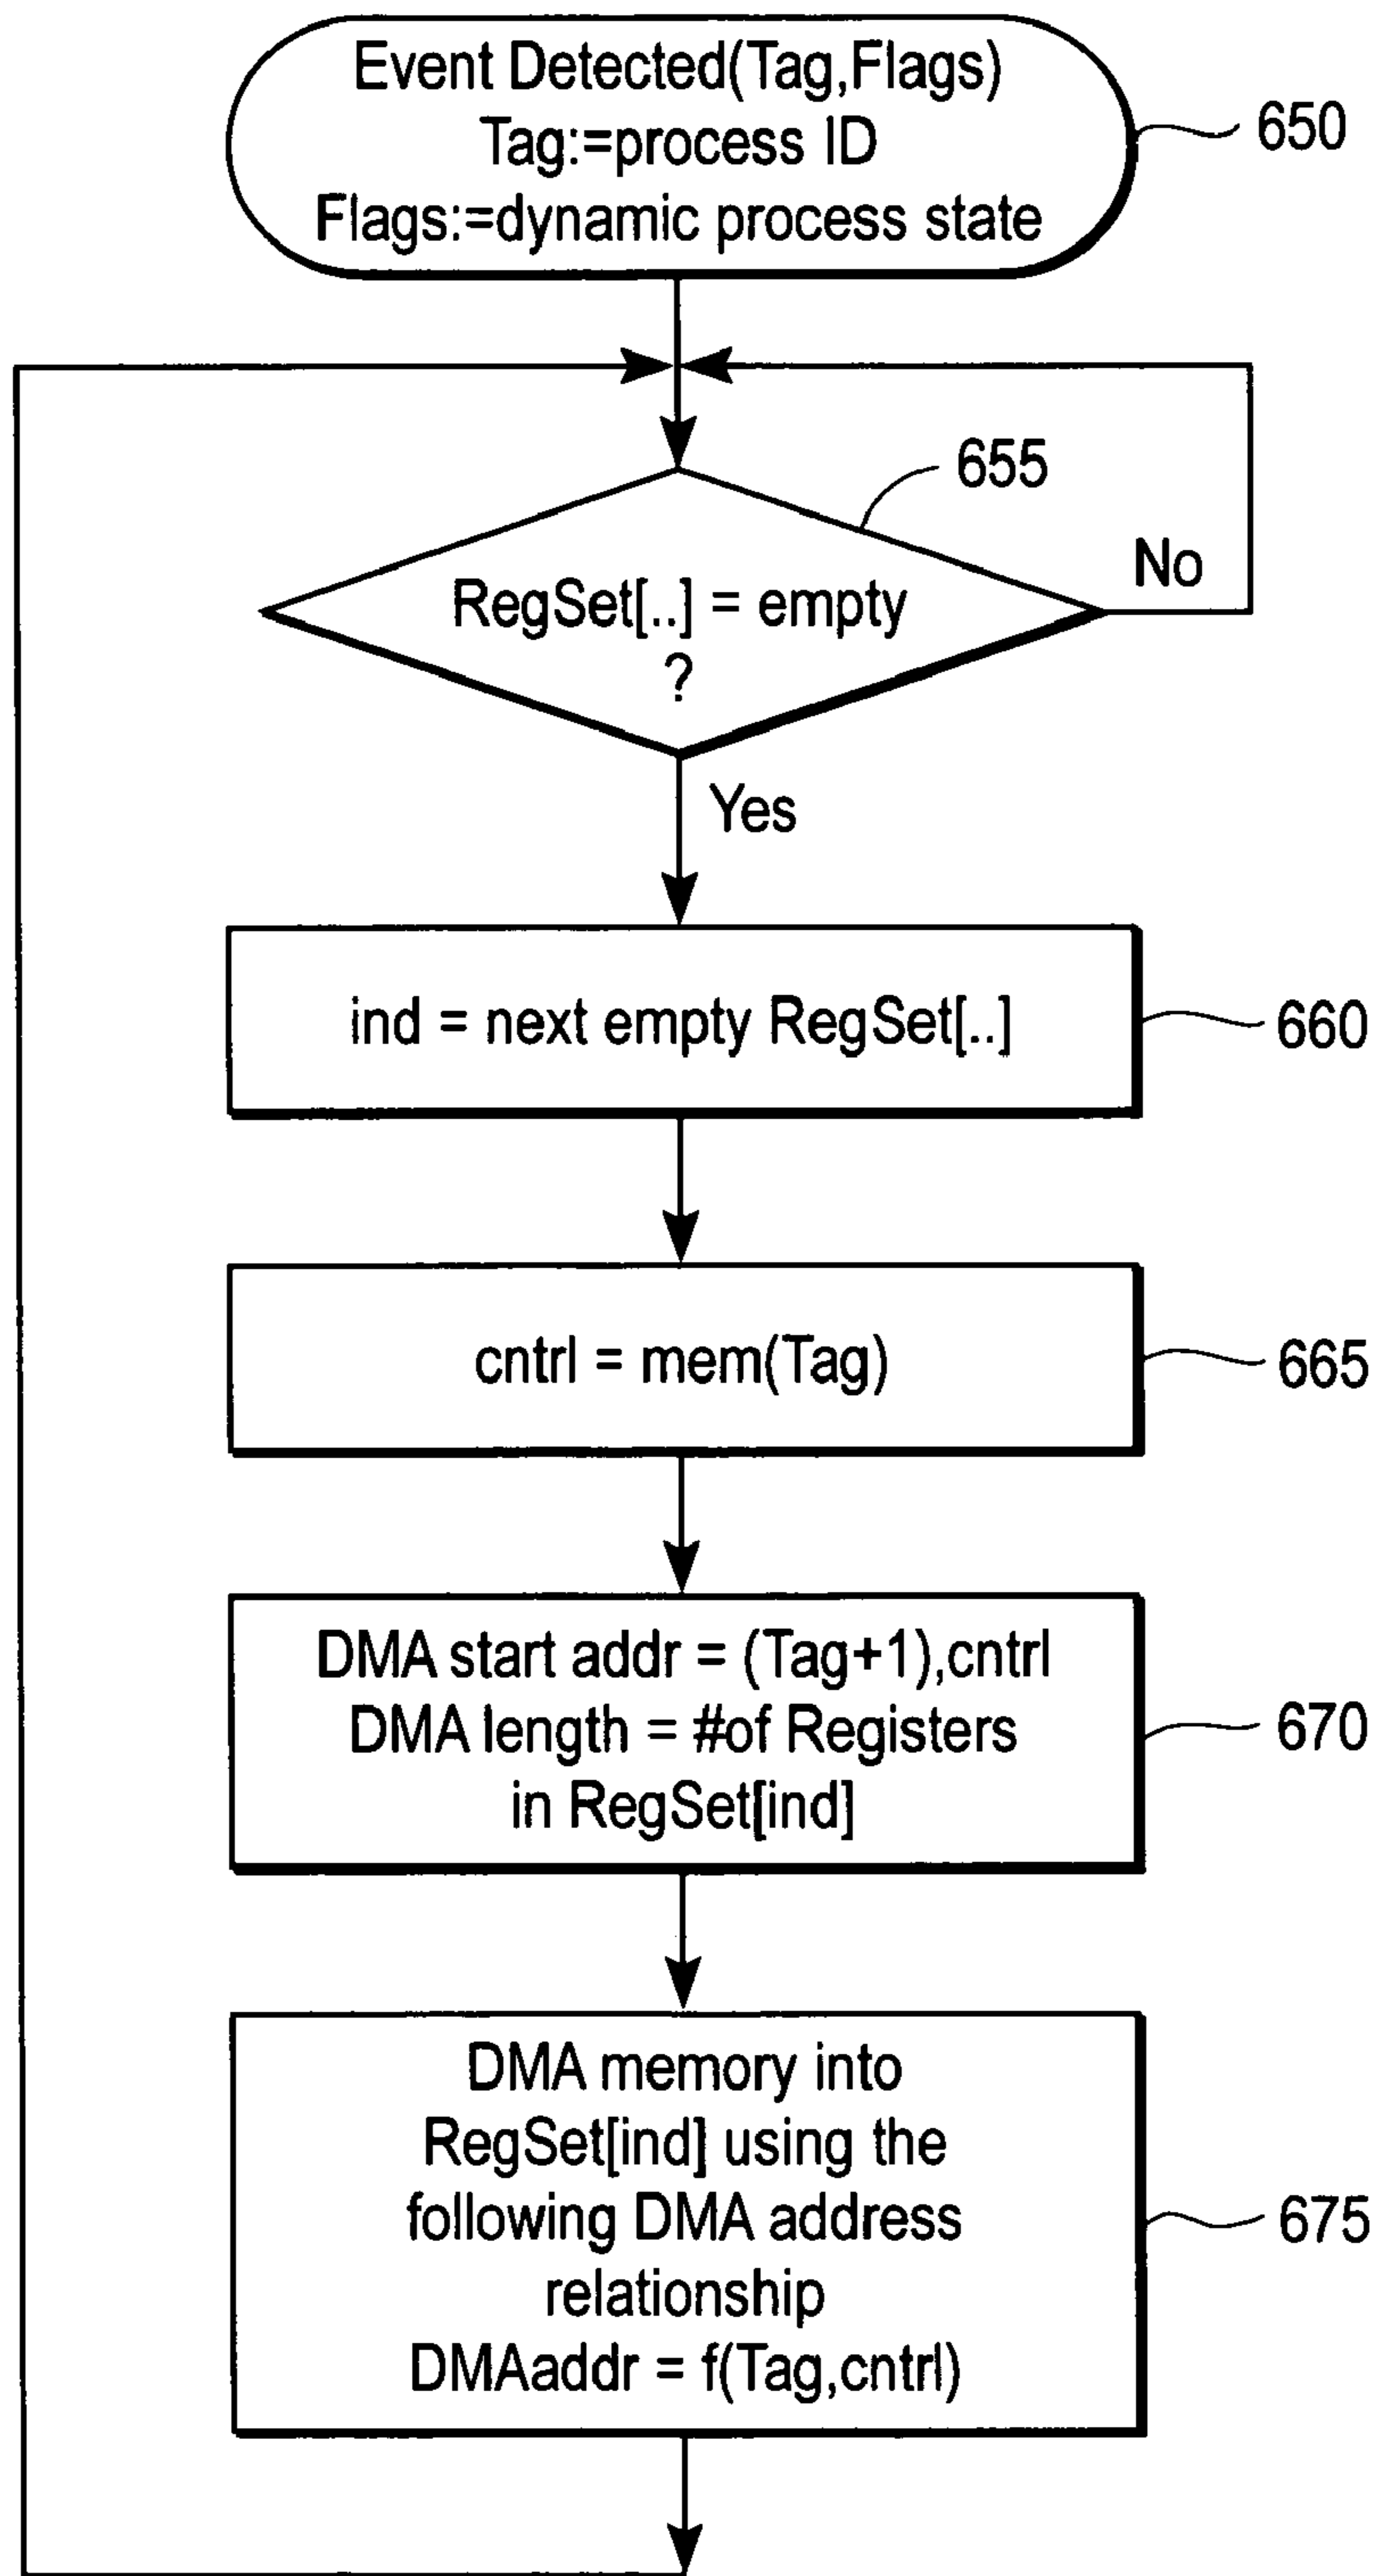 Event Detected(Tag,Flags)
Tag:=process ID
Flags:=dynamic process state
650
655
No
RegSet[..] = empty
?
Yes
ind = next empty RegSet[..]
660
cntrl = mem(Tag)
665
DMA start addr = (Tag+1),cntrl
DMA length = #of Registers
in RegSet[ind]
670
DMA memory into
RegSet[ind] using the
following DMA address
relationship
DMAaddr = f(Tag,cntrl)
675